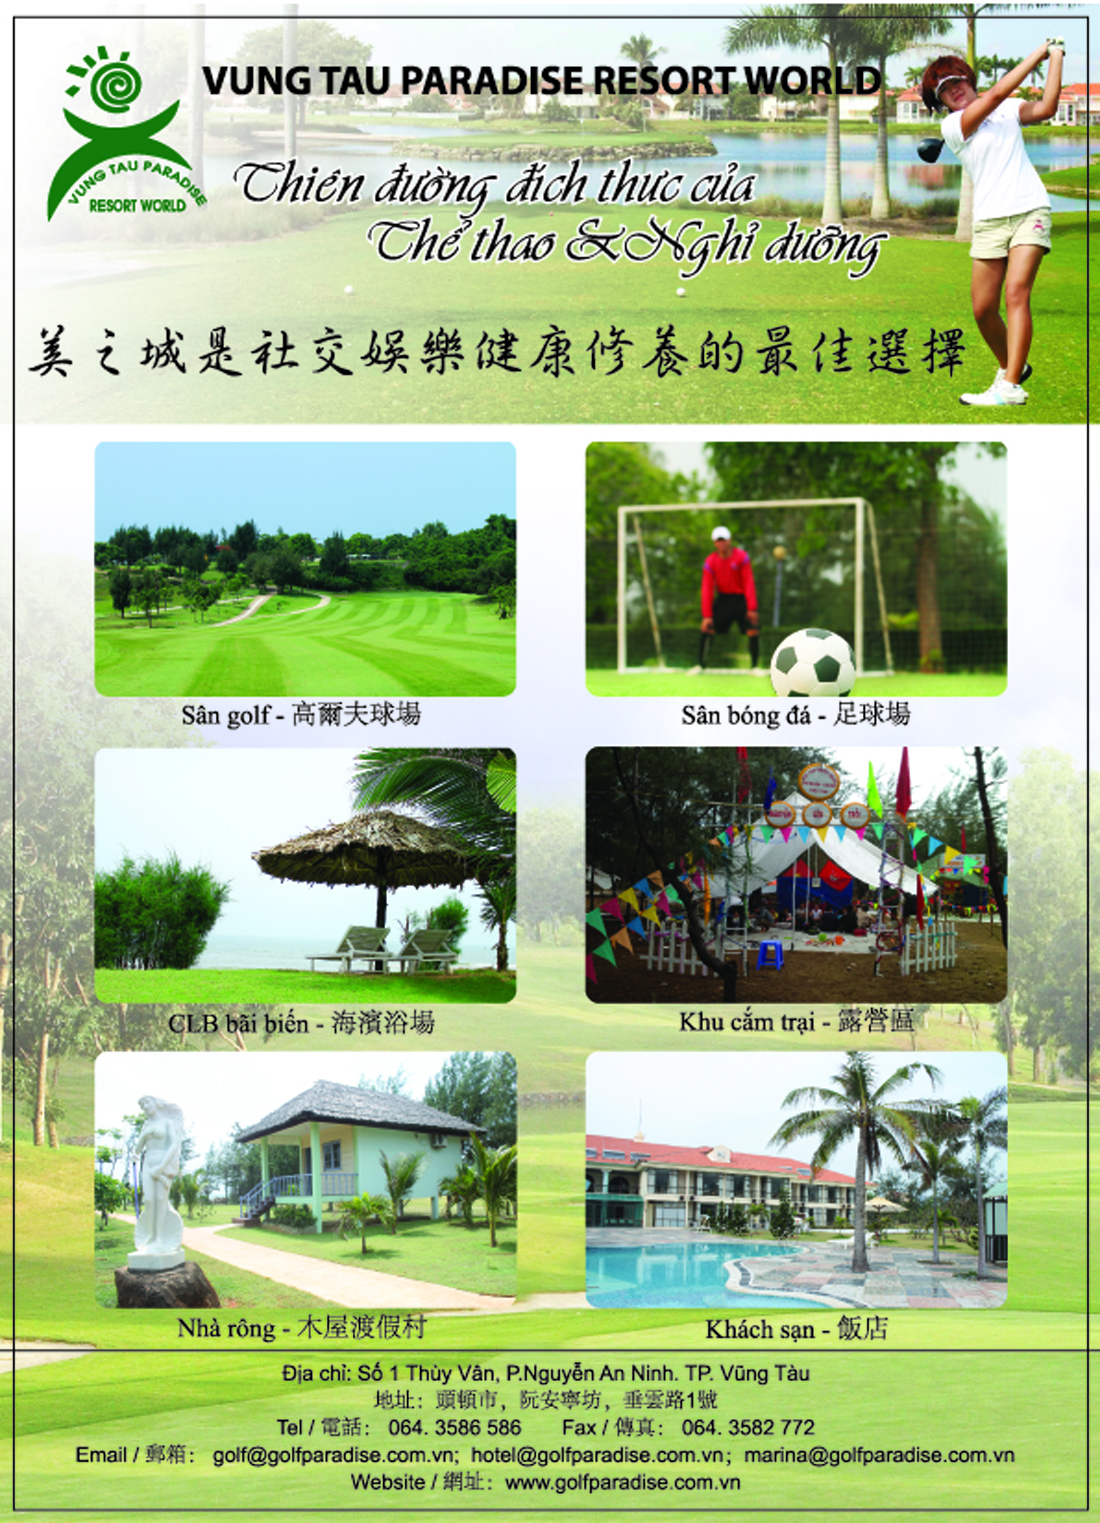 VUNG TAU PARADISE RESORT WORLD
VUNG TAU PARADISE
RESORT WORLD
Thiên đường đích thực của
Thể thao & Nghỉ dưỡng
美之城是社交娛樂健康修養的最佳選擇
Sân golf - 高爾夫球場
Sân bóng đá - 足球場
CLB bãi biển - 海濱浴場
Khu cắm trại - 露營區
Nhà rông - 木屋渡假村
Khách sạn - 飯店
Địa chỉ: Số 1 Thùy Vân, P.Nguyễn An Ninh. TP. Vũng Tàu
地址：頭頓市，阮安寧坊，垂雲路1號
Tel / 電話： 064. 3586 586 Fax / 傳真： 064. 3582 772
Email / 郵箱： golf@golfparadise.com.vn; hotel@golfparadise.com.vn; marina@golfparadise.com.vn
Website / 網址：www.golfparadise.com.vn